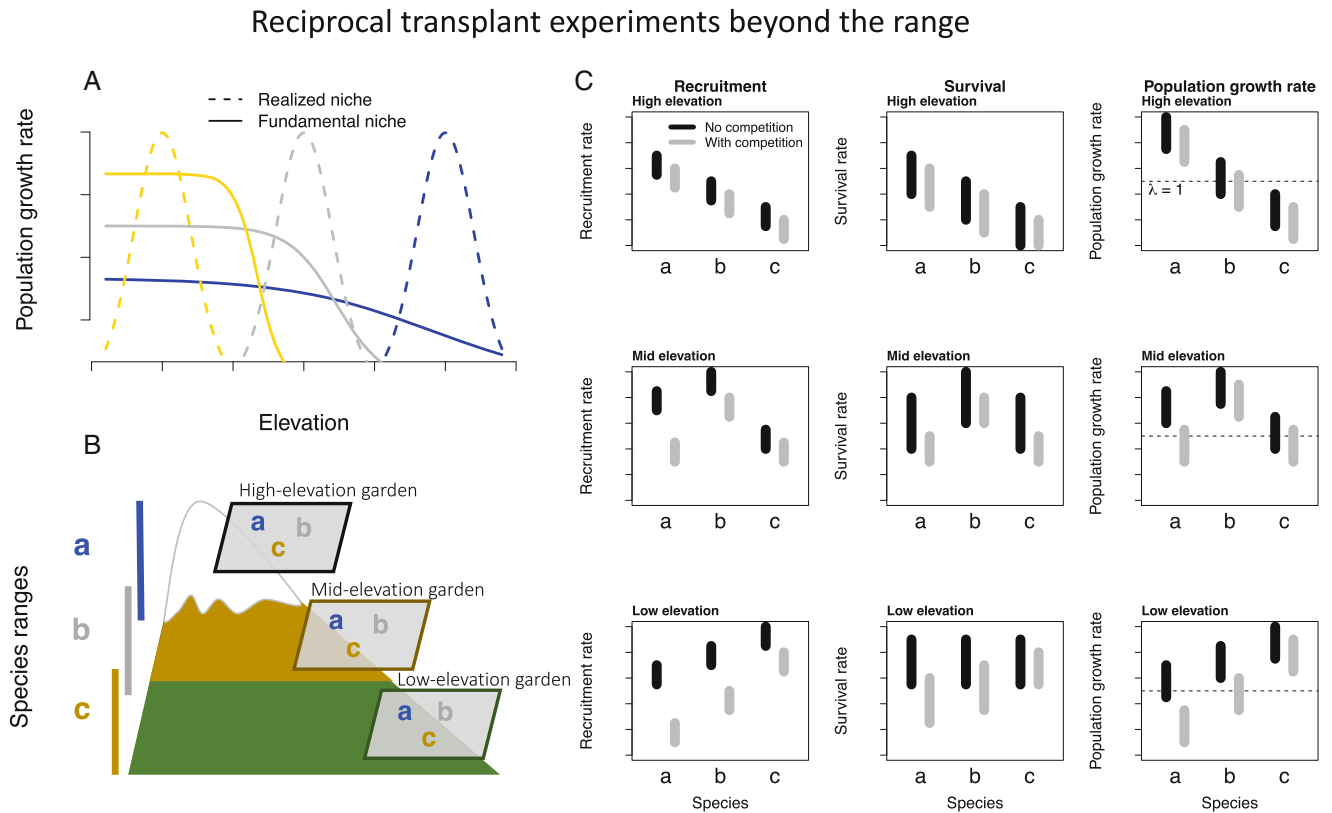 Reciprocal transplant experiments beyond the range
A
Realized niche
Fundamental niche
Population growth rate
Elevation
B
Species ranges
a
b
c
High-elevation garden
a b
c
Mid-elevation garden
a b
c
Low-elevation garden
a b
c
C
Recruitment
High elevation
Recruitment rate
No competition
With competition
a b c
Survival
High elevation
Survival rate
a b c
Population growth rate
High elevation
Population growth rate
λ = 1
a b c
Mid elevation
Recruitment rate
a b c
Mid elevation
Survival rate
a b c
Mid elevation
Population growth rate
a b c
Low elevation
Recruitment rate
a b c
Species
Low elevation
Survival rate
a b c
Species
Low elevation
Population growth rate
a b c
Species